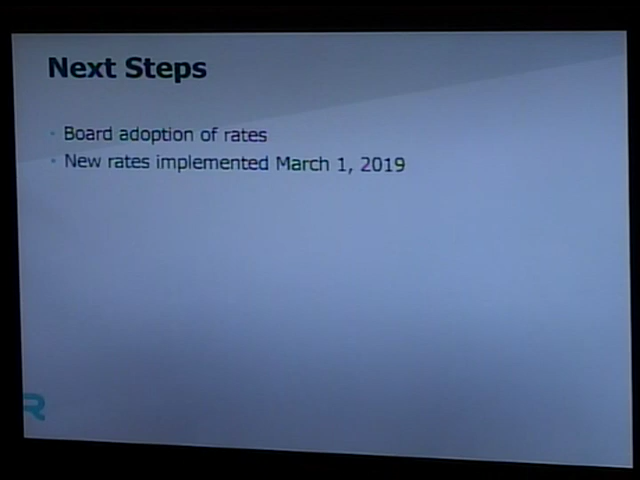 Next Steps
Board adoption of rates
New rates implemented March 1, 2019
R